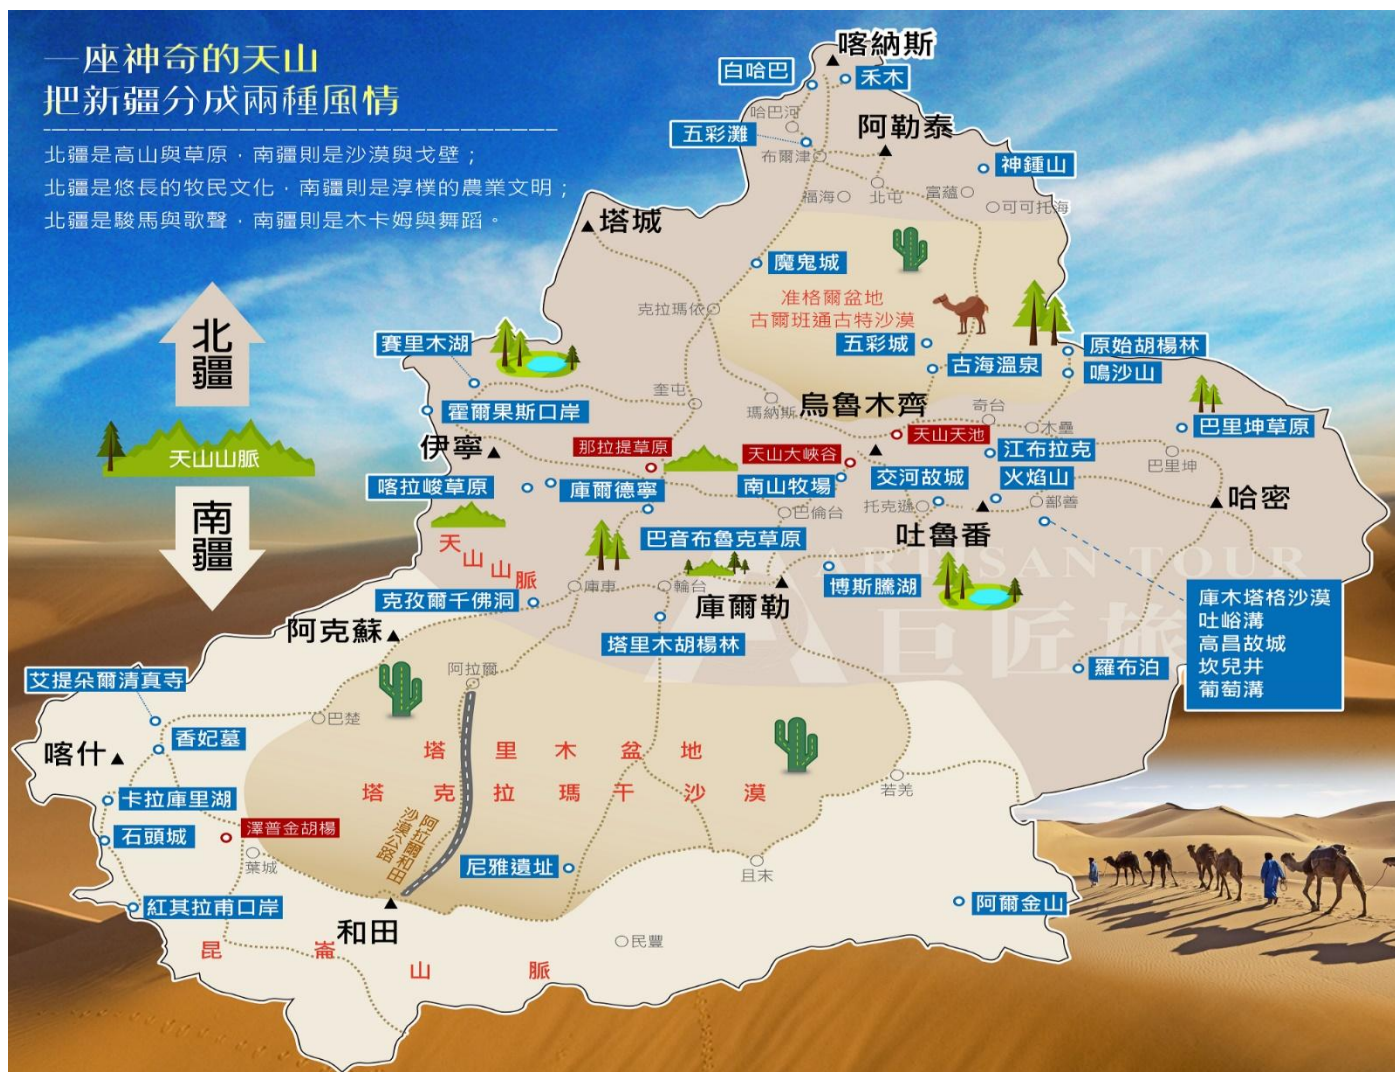 一座神奇的天山
把新疆分成兩種風情
北疆是高山與草原，南疆則是沙漠與戈壁；
北疆是悠長的牧民文化，南疆則是淳樸的農業文明；
北疆是駿馬與歌聲，南疆則是木卡姆與舞蹈。
北疆
天山山脈
南疆
喀納斯
白哈巴
禾木
哈巴河
五彩灘
阿勒泰
布爾津
神鍾山
福海
北屯
富蘊
可可托海
塔城
魔鬼城
克拉瑪依
准格爾盆地
古爾班通古特沙漠
賽里木湖
五彩城
原始胡楊林
古海溫泉
鳴沙山
奎屯
瑪納斯
烏魯木齊
奇台
霍爾果斯口岸
木壘
巴里坤草原
伊寧
那拉提草原
天山天池
天山大峽谷
江布拉克
巴里坤
喀拉峻草原
庫爾德寧
南山牧場
交河故城
火焰山
哈密
巴倫台
托克遜
鄯善
天山山脈
巴音布魯克草原
吐魯番
ARTISAN TOUR
巨匠旅
庫車
輪台
庫爾勒
博斯騰湖
克孜爾千佛洞
庫木塔格沙漠
吐峪溝
高昌故城
坎兒井
葡萄溝
阿克蘇
塔里木胡楊林
羅布泊
阿拉爾
艾提朵爾清真寺
巴楚
香妃墓
喀什
塔里木盆地
塔克拉瑪干沙漠
若羌
卡拉庫里湖
阿拉爾和田
沙漠公路
澤普金胡楊
石頭城
葉城
尼雅遺址
且末
紅其拉甫口岸
阿爾金山
和田
民豐
昆崙山脈